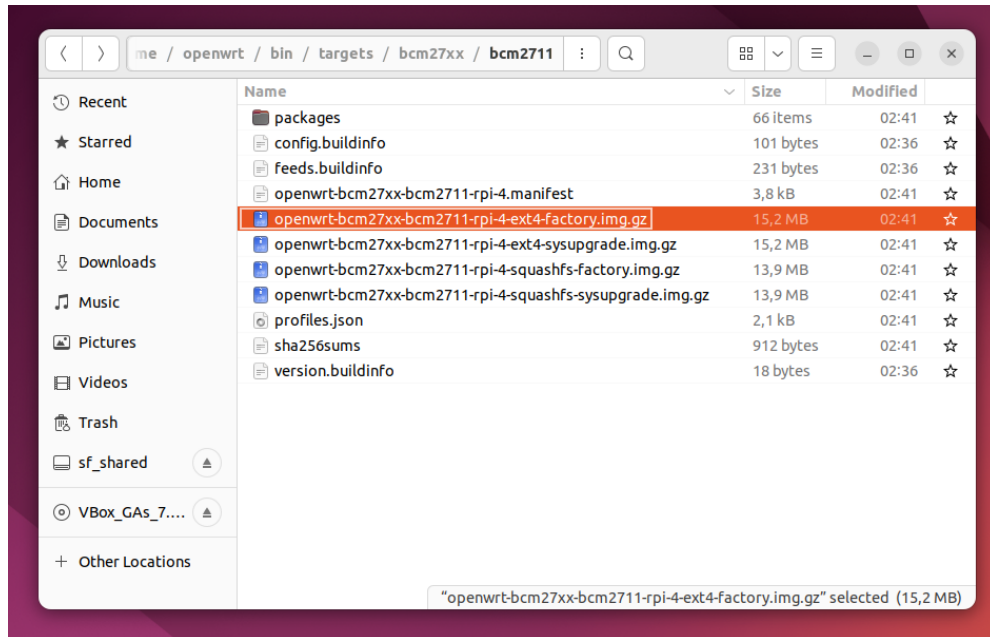 me / openwrt / bin / targets / bcm27xx / bcm2711
Name Size Modified
Recent
Starred
Home
Documents
Downloads
Music
Pictures
Videos
Trash
sf_shared
VBox_GAs_7....
+ Other Locations
packages 66 items 02:41
config.buildinfo 101 bytes 02:36
feeds.buildinfo 231 bytes 02:36
openwrt-bcm27xx-bcm2711-rpi-4.manifest 3,8 kB 02:41
openwrt-bcm27xx-bcm2711-rpi-4-ext4-factory.img.gz 15,2 MB 02:41
openwrt-bcm27xx-bcm2711-rpi-4-ext4-sysupgrade.img.gz 15,2 MB 02:41
openwrt-bcm27xx-bcm2711-rpi-4-squashfs-factory.img.gz 13,9 MB 02:41
openwrt-bcm27xx-bcm2711-rpi-4-squashfs-sysupgrade.img.gz 13,9 MB 02:41
profiles.json 2,1 kB 02:41
sha256sums 912 bytes 02:41
version.buildinfo 18 bytes 02:36
“openwrt-bcm27xx-bcm2711-rpi-4-ext4-factory.img.gz” selected (15,2 MB)